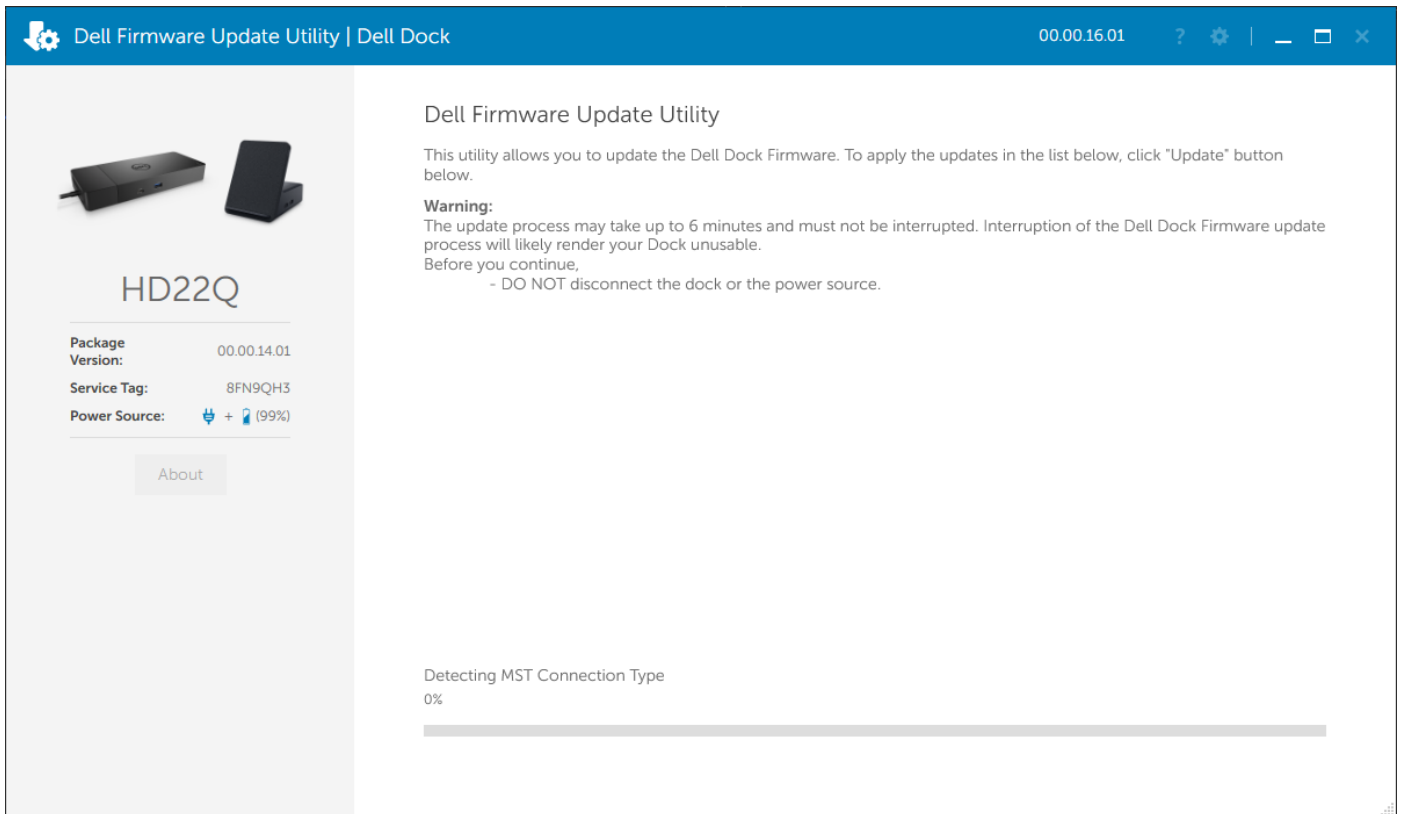 Dell Firmware Update Utility | Dell Dock
00.00.16.01
?
Dell Firmware Update Utility
This utility allows you to update the Dell Dock Firmware. To apply the updates in the list below, click "Update" button
below.
Warning:
The update process may take up to 6 minutes and must not be interrupted. Interruption of the Dell Dock Firmware update
process will likely render your Dock unusable.
Before you continue,
- DO NOT disconnect the dock or the power source.
HD22Q
Package
Version: 00.00.14.01
Service Tag: 8FN9QH3
Power Source: + (99%)
About
Detecting MST Connection Type
0%